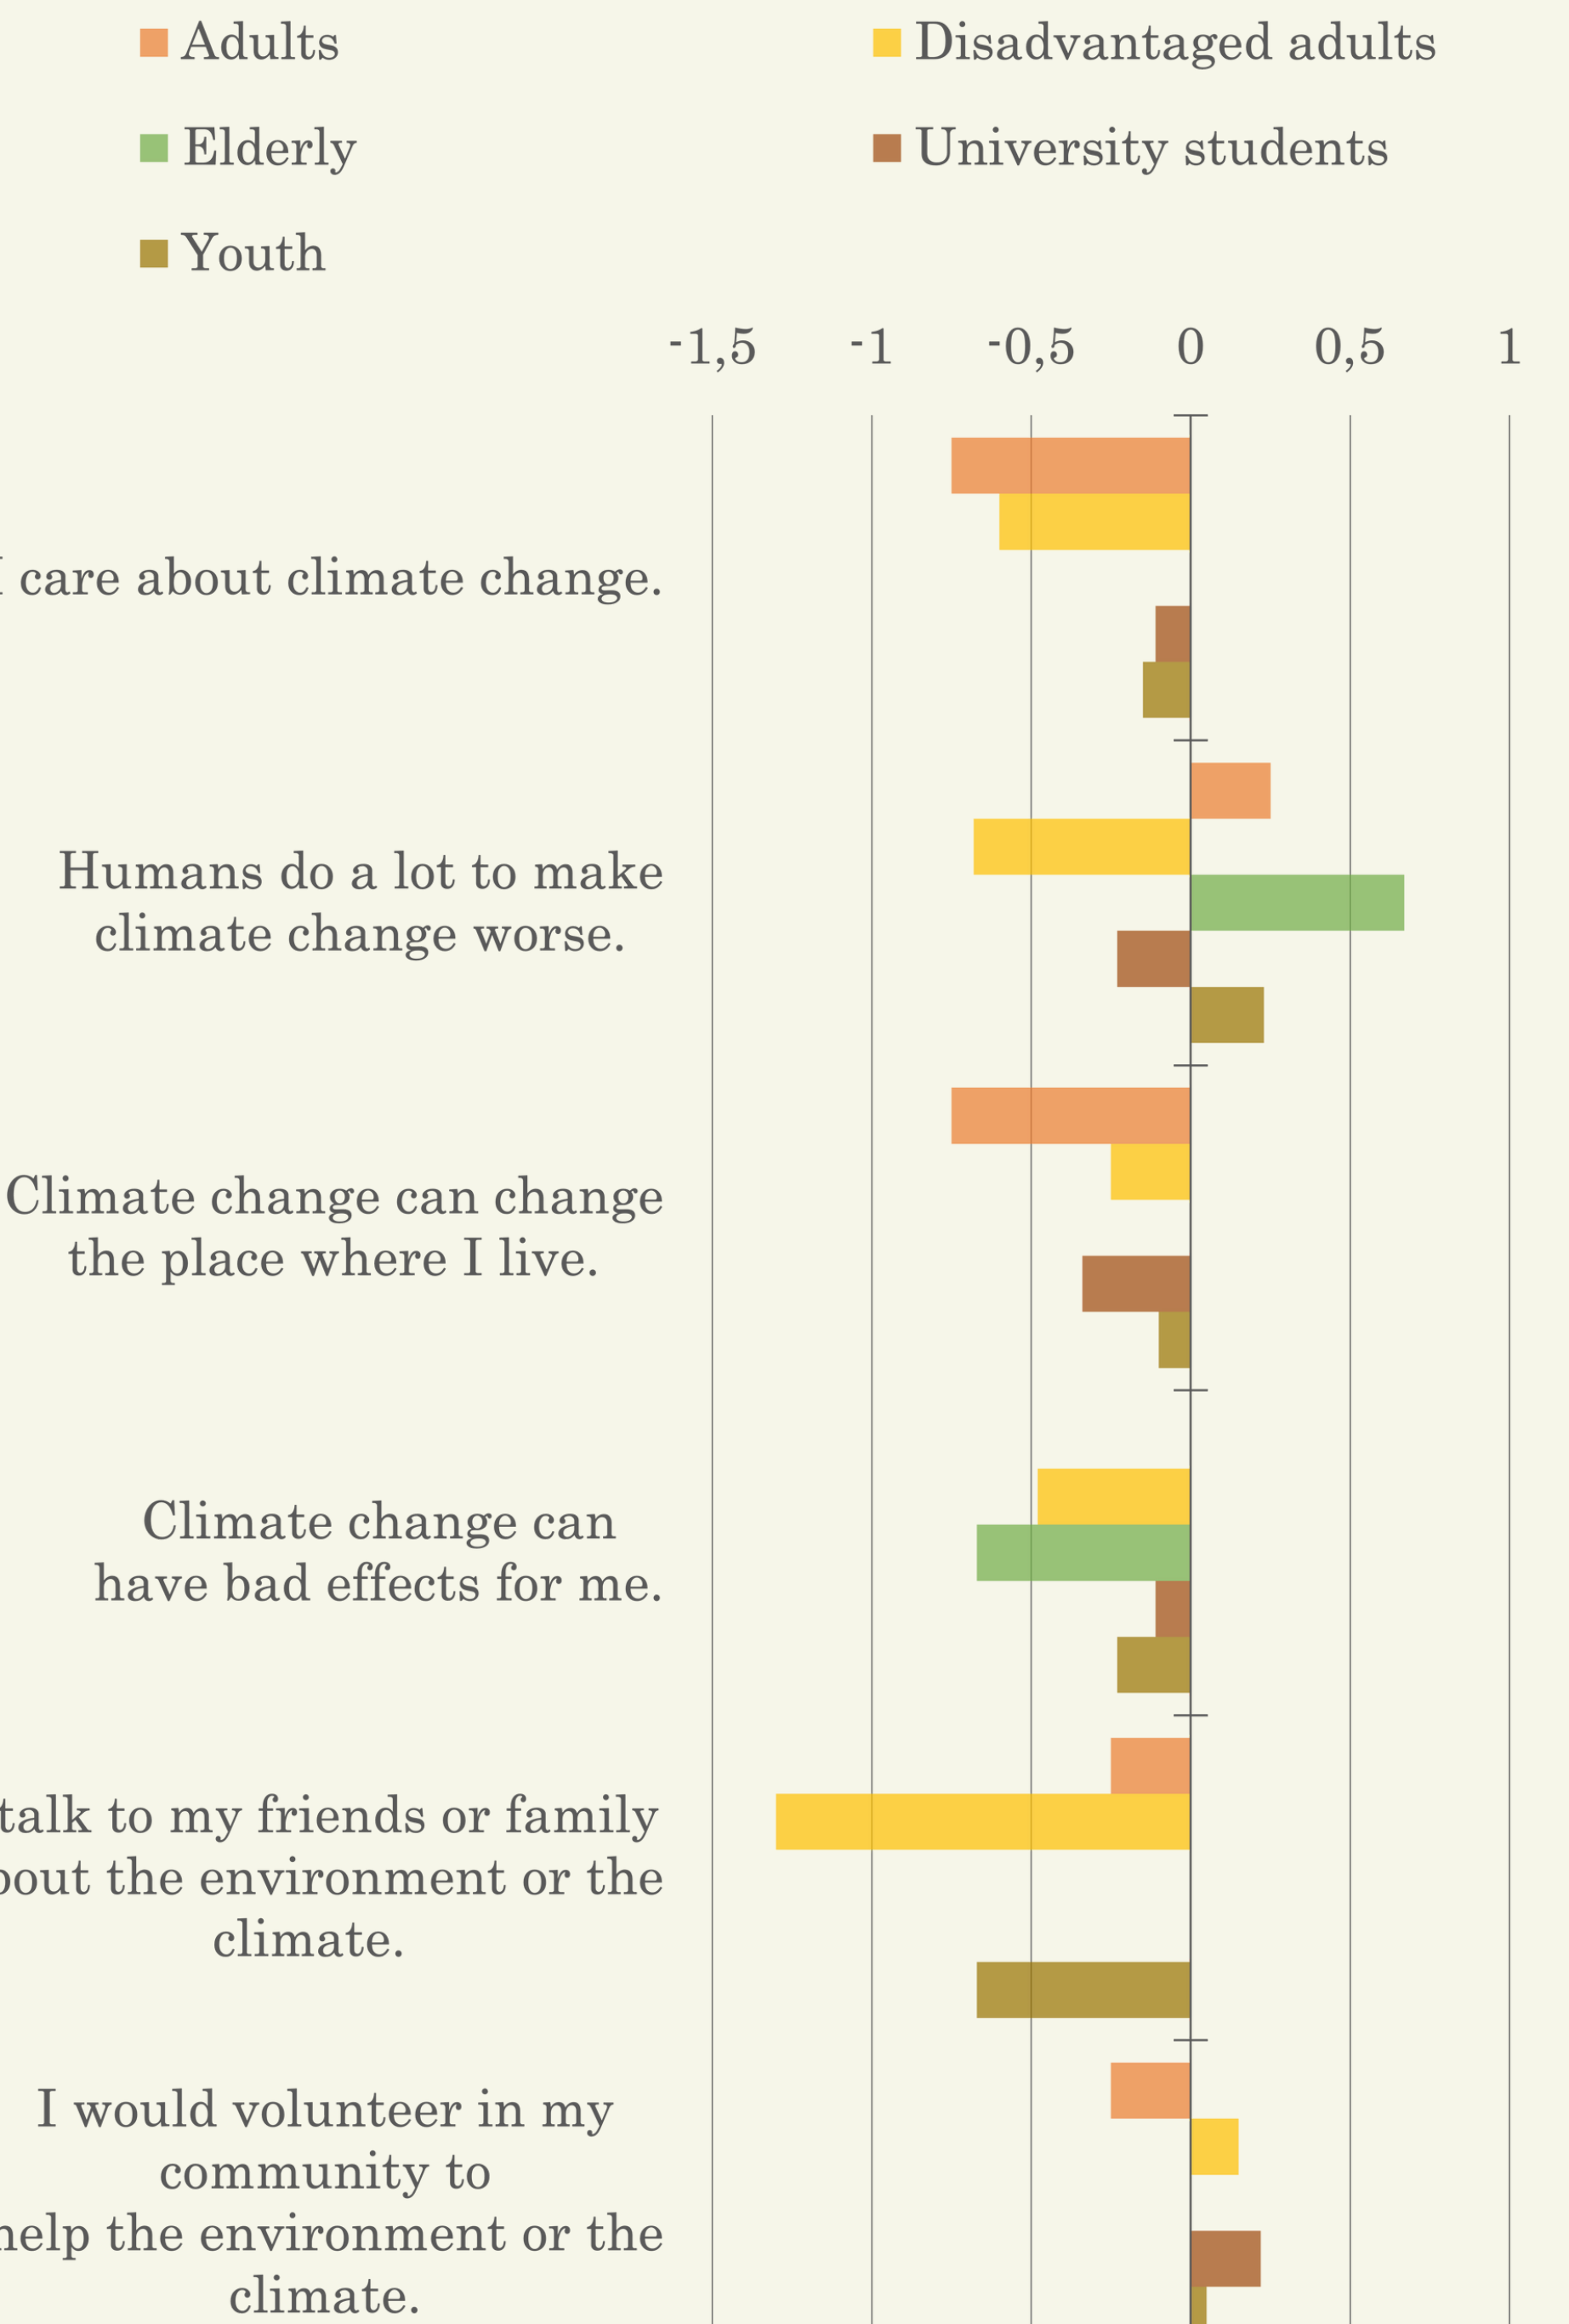 Adults
Disadvantaged adults
Elderly
University students
Youth
-1,5 -1 -0,5 0 0,5 1
care about climate change.
Humans do a lot to make
climate change worse.
Climate change can change
the place where I live.
Climate change can
have bad effects for me.
talk to my friends or family
the environment or the
climate.
I would volunteer in my
community to
the environment or the
climate.